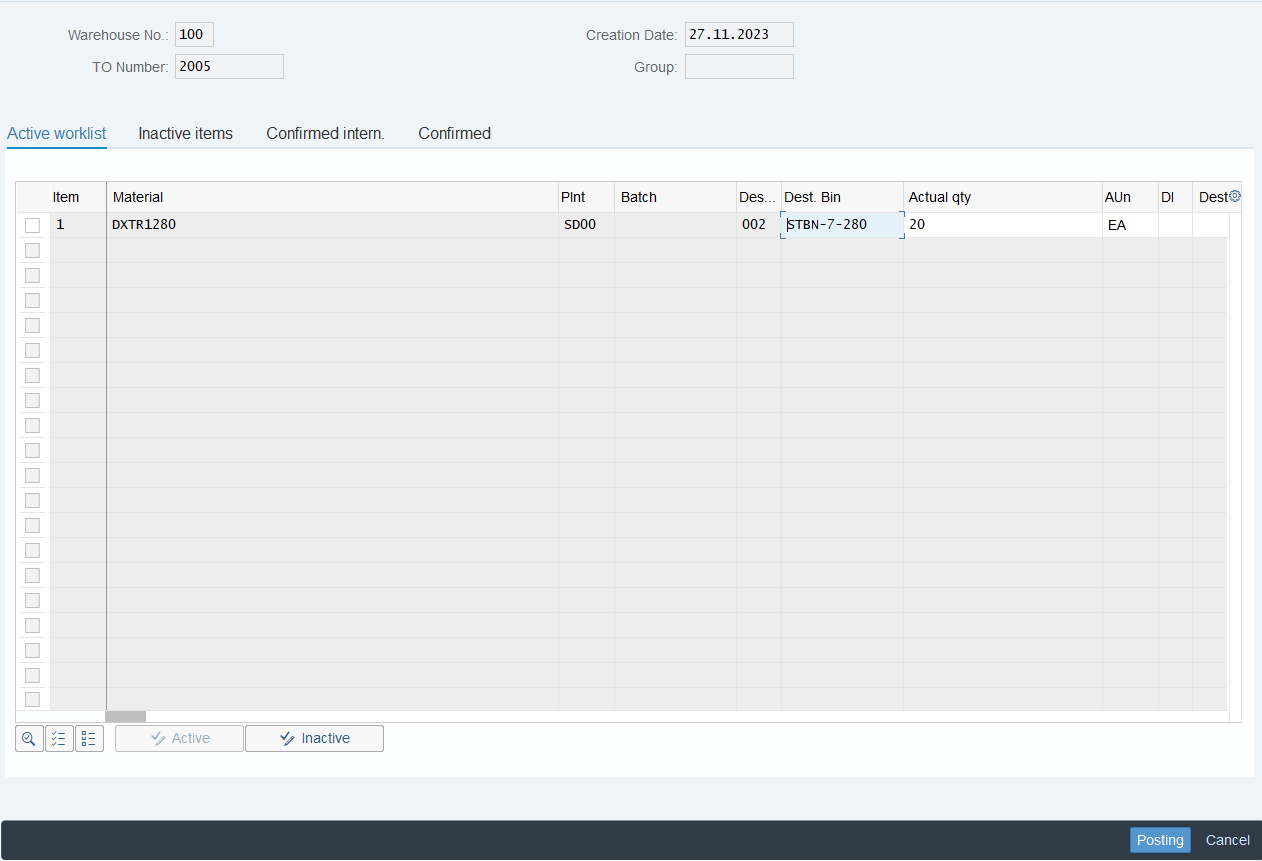 Warehouse No.: 100 Creation Date: 27.11.2023
TO Number: 2005 Group:
Active worklist Inactive items Confirmed intern. Confirmed
Item Material Plnt Batch Des... Dest. Bin Actual qty AUn DI Dest
1 DXTR1280 SD00 002 STBN-7-280 20 EA
Active Inactive
Posting Cancel